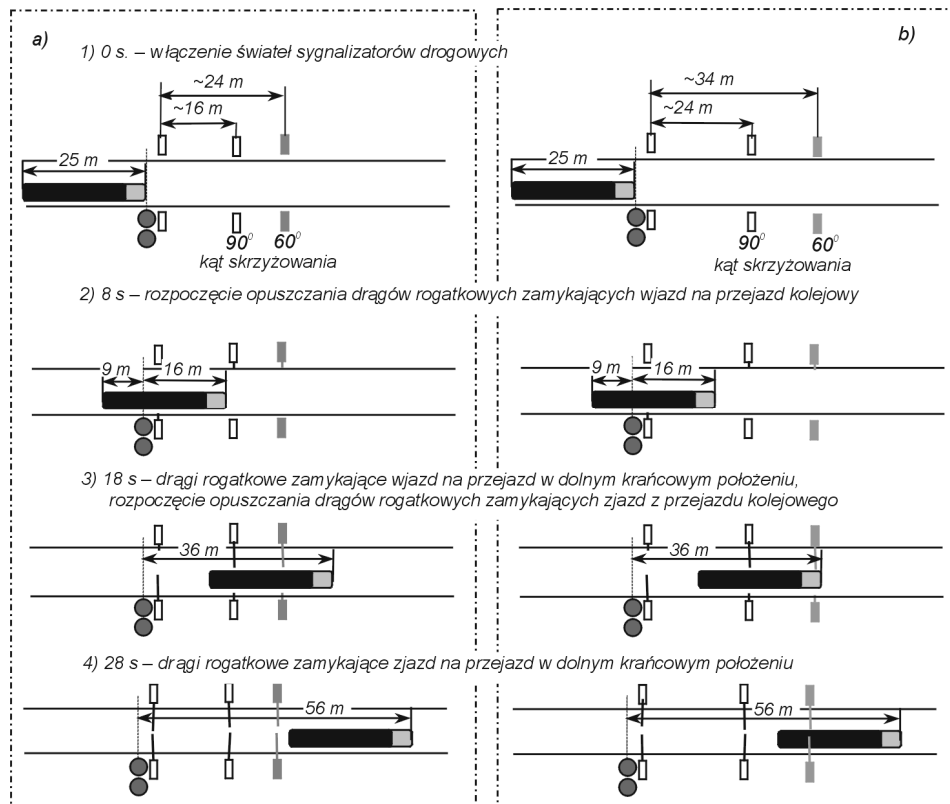 a)
b)
1) 0 s. – włączenie świateł sygnalizatorów drogowych
~24 m
~16 m
25 m
90⁰ 60⁰
kąt skrzyżowania
~34 m
~24 m
25 m
90⁰ 60⁰
kąt skrzyżowania
2) 8 s – rozpoczęcie opuszczania drągów rogatkowych zamykających wjazd na przejazd kolejowy
9 m 16 m
9 m 16 m
3) 18 s – drągi rogatkowe zamykające wjazd na przejazd w dolnym krańcowym położeniu,
rozpoczęcie opuszczania drągów rogatkowych zamykających zjazd z przejazdu kolejowego
36 m
36 m
4) 28 s – drągi rogatkowe zamykające zjazd na przejazd w dolnym krańcowym położeniu
56 m
56 m